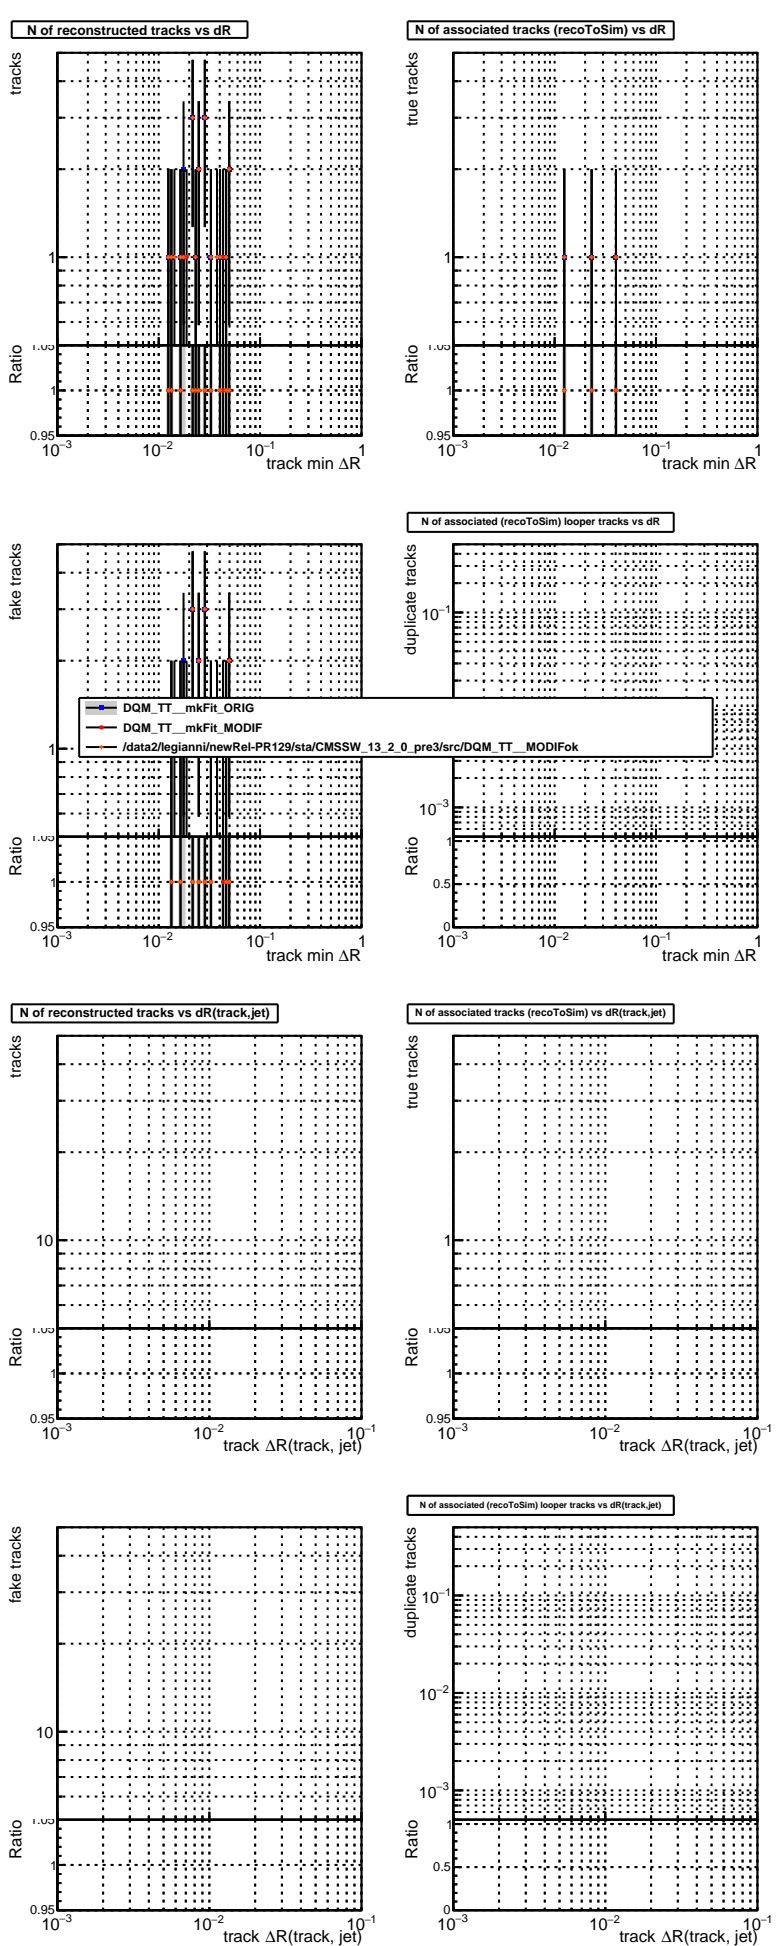 N of reconstructed tracks vs dR
tracks
1
1.05
Ratio
1
0.95
10−3
10−2
10−1
1
track min ΔR
N of associated tracks (recoToSim) vs dR
true tracks
1
1.05
Ratio
1
0.95
10−3
10−2
10−1
1
track min ΔR
fake tracks
1
1.05
Ratio
1
0.95
10−3
10−2
10−1
1
track min ΔR
N of associated (recoToSim) looper tracks vs dR
duplicate tracks
10−1
10−3
Ratio
1
0.5
0
10−3
10−2
10−1
1
track min ΔR
DQM_TT__mkFit_ORIG
DQM_TT__mkFit_MODIF
/data2/legianni/newRel-PR129/sta/CMSSW_13_2_0_pre3/src/DQM_TT__MODIFok
N of reconstructed tracks vs dR(track,jet)
tracks
10
1.05
Ratio
1
0.95
10−3
10−2
10−1
track ΔR(track, jet)
N of associated tracks (recoToSim) vs dR(track,jet)
true tracks
1
1.05
Ratio
1
0.95
10−3
10−2
10−1
track ΔR(track, jet)
fake tracks
10
1.05
Ratio
1
0.95
10−3
10−2
10−1
track ΔR(track, jet)
N of associated (recoToSim) looper tracks vs dR(track,jet)
duplicate tracks
10−1
10−2
10−3
Ratio
1
0.5
0
10−3
10−2
10−1
track ΔR(track, jet)